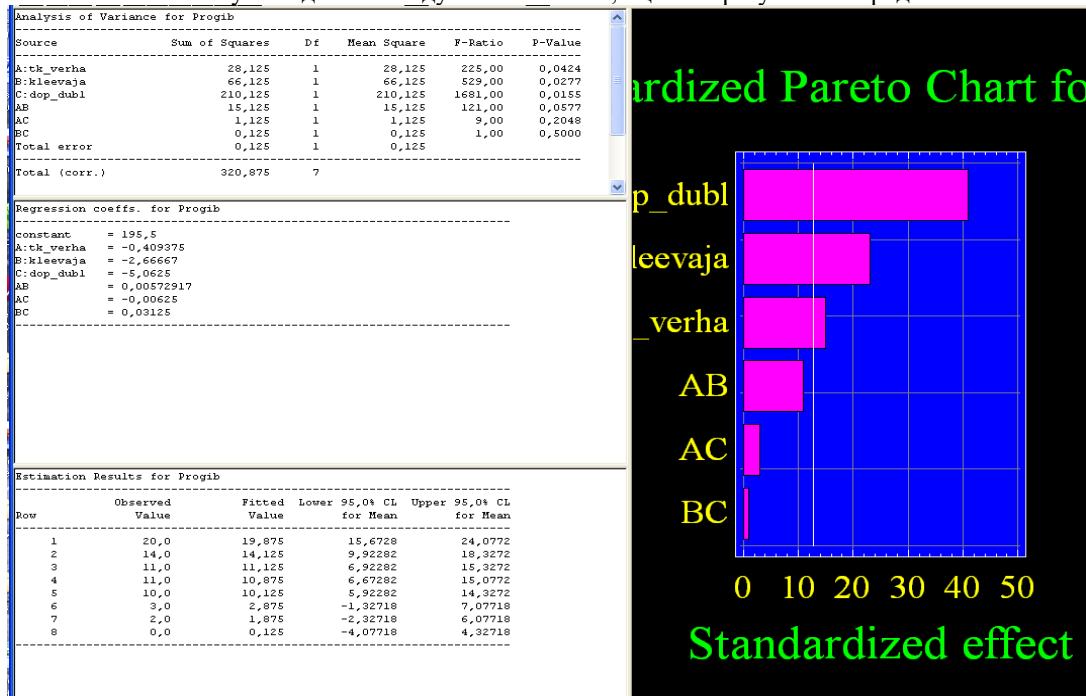 Analysis of Variance for Progib
Source Sum of Squares Df Mean Square F-Ratio P-Value
A:tk_verha 28,125 1 28,125 225,00 0,0424
B:kleevaja 66,125 1 66,125 529,00 0,0277
C:dop_dubl 210,125 1 210,125 1681,00 0,0155
AB 15,125 1 15,125 121,00 0,0577
AC 1,125 1 1,125 9,00 0,2048
BC 0,125 1 0,125 1,00 0,5000
Total error 0,125 1 0,125
Total (corr.) 320,875 7
Regression coeffs. for Progib
constant = 195,5
A:tk_verha = -0,409375
B:kleevaja = -2,66667
C:dop_dubl = -5,0625
AB = 0,00572917
AC = -0,00625
BC = 0,03125
Estimation Results for Progib
Observed Fitted Lower 95,0% CL Upper 95,0% CL
Row Value Value for Mean for Mean
1 20,0 19,875 15,6728 24,0772
2 14,0 14,125 9,92282 18,3272
3 11,0 11,125 6,92282 15,3272
4 11,0 10,875 6,67282 15,0772
5 10,0 10,125 5,92282 14,3272
6 3,0 2,875 -1,32718 7,07718
7 2,0 1,875 -2,32718 6,07718
8 0,0 0,125 -4,07718 4,32718
ardized Pareto Chart fo
p_dubl
leevaja
_verha
AB
AC
BC
0 10 20 30 40 50
Standardized effect